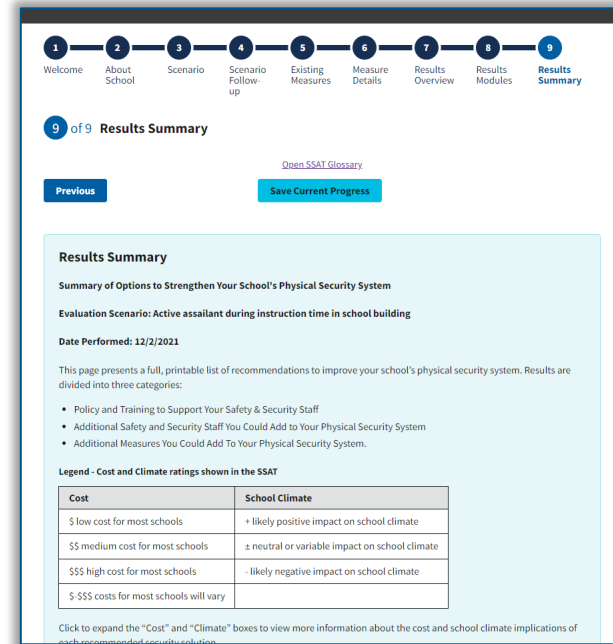 1 2 3 4 5 6 7 8 9
Welcome About School Scenario Scenario Follow-up Existing Measures Measure Details Results Overview Results Modules Results Summary
9 of 9 Results Summary
Open SSAT Glossary
Previous Save Current Progress
Results Summary
Summary of Options to Strengthen Your School's Physical Security System
Evaluation Scenario: Active assailant during instruction time in school building
Date Performed: 12/2/2021
This page presents a full, printable list of recommendations to improve your school's physical security system. Results are
divided into three categories:
• Policy and Training to Support Your Safety & Security Staff
• Additional Safety and Security Staff You Could Add to Your Physical Security System
• Additional Measures You Could Add To Your Physical Security System.
Legend - Cost and Climate ratings shown in the SSAT
Cost School Climate
$ low cost for most schools + likely positive impact on school climate
$$ medium cost for most schools ± neutral or variable impact on school climate
$$$ high cost for most schools - likely negative impact on school climate
$-$$$ costs for most schools will vary
Click to expand the “Cost” and “Climate” boxes to view more information about the cost and school climate implications of
each recommended security solution